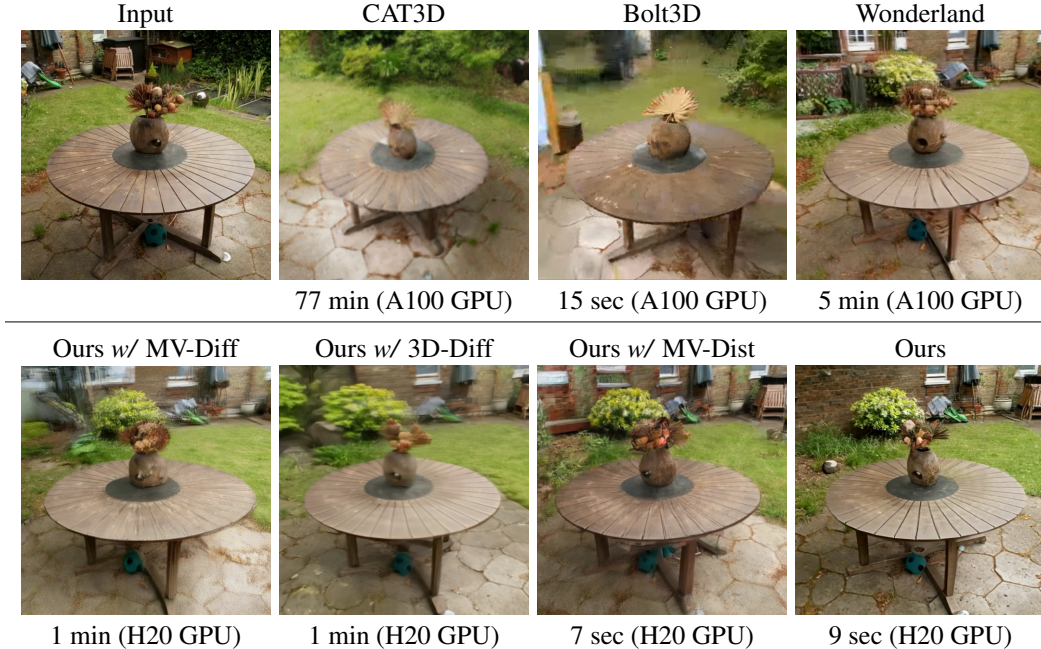 Input CAT3D Bolt3D Wonderland
77 min (A100 GPU) 15 sec (A100 GPU) 5 min (A100 GPU)
Ours w/ MV-Diff Ours w/ 3D-Diff Ours w/ MV-Dist Ours
1 min (H20 GPU) 1 min (H20 GPU) 7 sec (H20 GPU) 9 sec (H20 GPU)